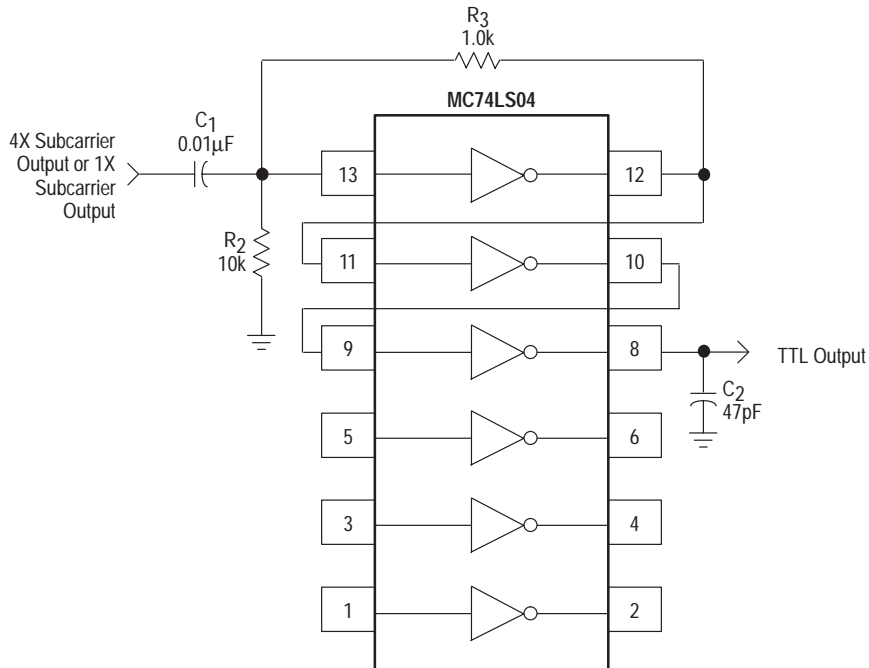 R3
1.0k
MC74LS04
C1
0.01μF
4X Subcarrier
Output or 1X
Subcarrier
Output
13
12
R2
10k
11
10
9
8
TTL Output
C2
47pF
5
6
3
4
1
2